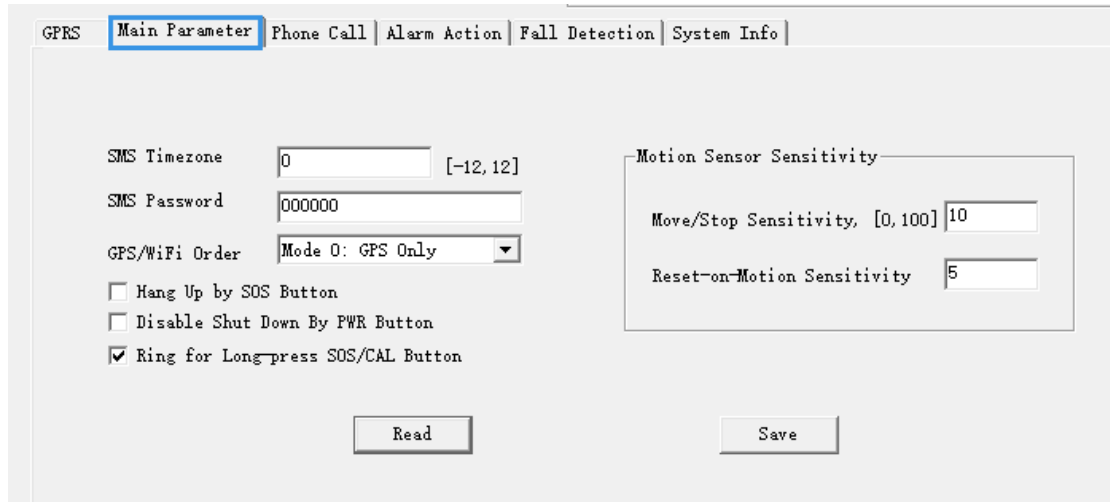 GPRS Main Parameter Phone Call Alarm Action Fall Detection System Info
SMS Timezone 0 [-12, 12]
SMS Password 000000
GPS/WiFi Order Mode 0: GPS Only
Hang Up by SOS Button
Disable Shut Down By PWR Button
Ring for Long-press SOS/CAL Button
Motion Sensor Sensitivity
Move/Stop Sensitivity, [0, 100] 10
Reset-on-Motion Sensitivity 5
Read Save